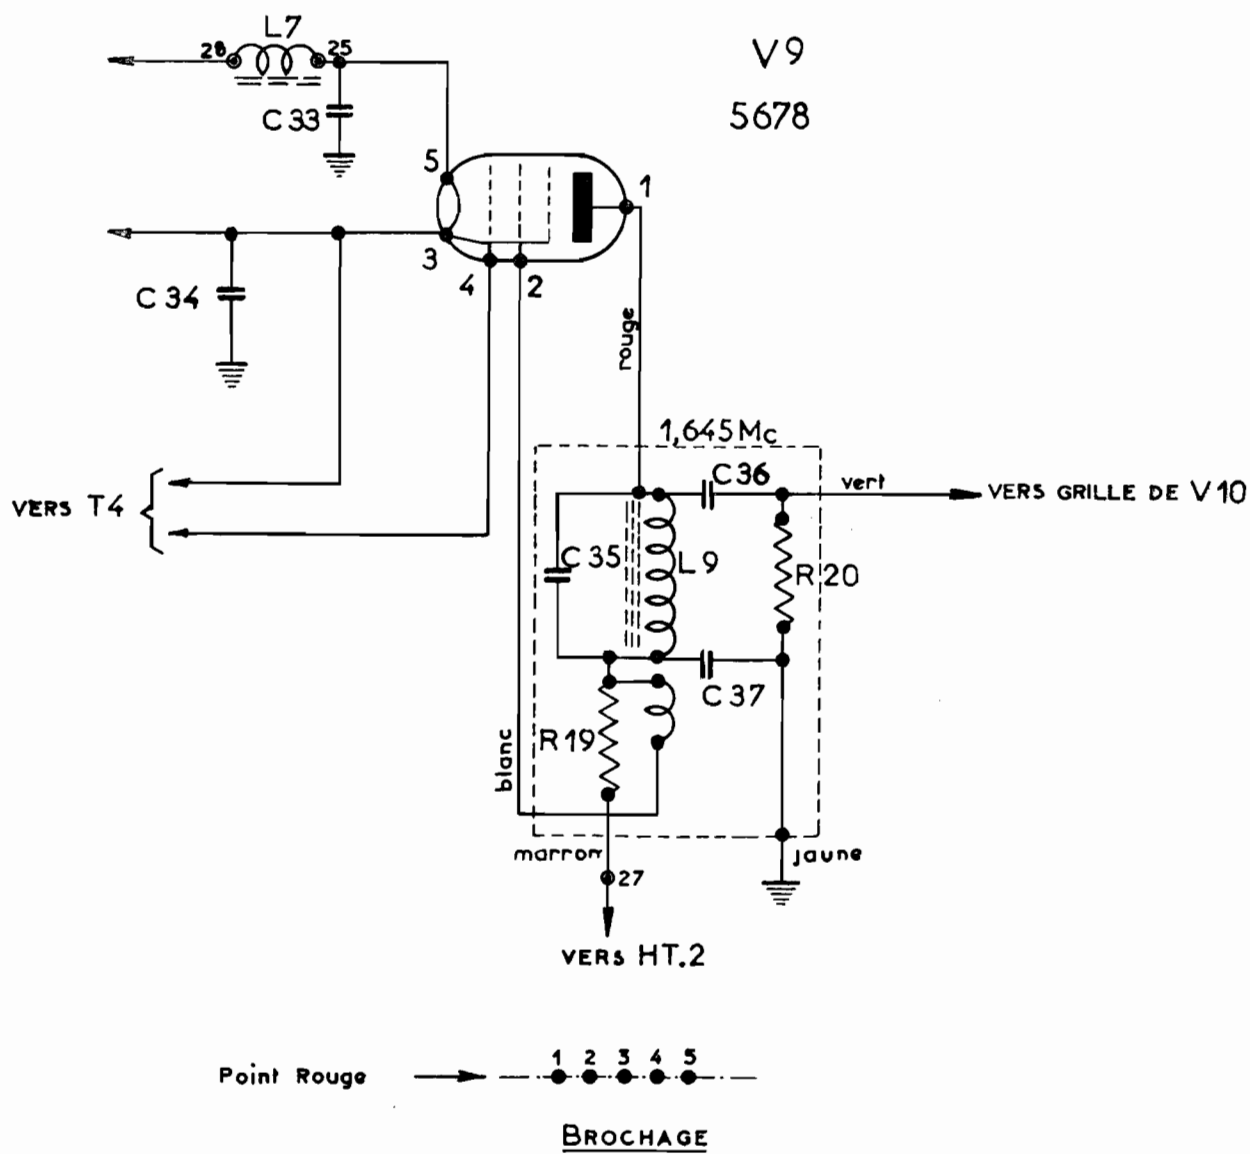 L7
28
25
V9
5678
C33
5
1
3
4
2
C34
rouge
1,645Mc
C36
vert
VERS GRILLE DE V10
VERS T4
C35
L9
R20
C37
R19
blanc
marron
jaune
27
VERS HT.2
1 2 3 4 5
Point Rouge
BROCHAGE